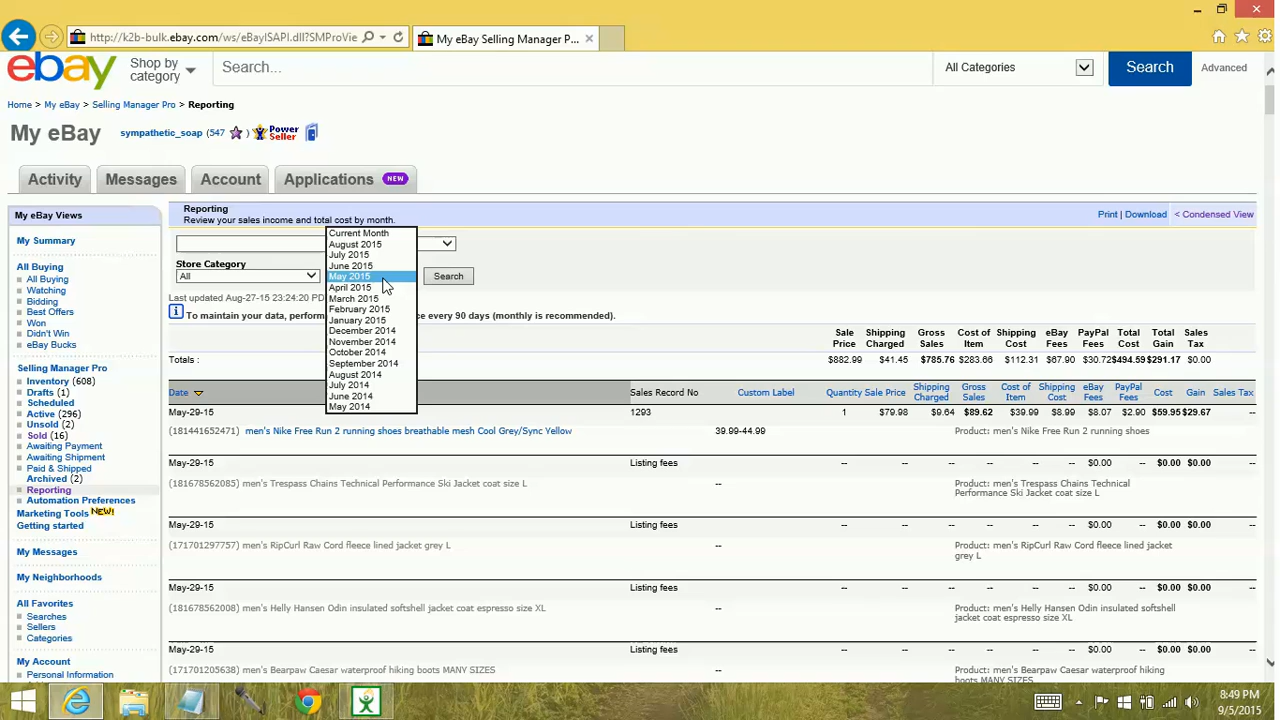 http://k2b-bulk.ebay.com/ws/eBayISAPI.dll?SMProVie
My eBay Selling Manager P...
ebay
Shop by category
Search...
All Categories
Search
Advanced
Home > My eBay > Selling Manager Pro > Reporting
My eBay
sympathetic_soap (547 ) Power Seller
Activity
Messages
Account
Applications NEW
My eBay Views
My Summary
All Buying
All Buying
Watching
Bidding
Best Offers
Won
Didn't Win
eBay Bucks
Selling Manager Pro
Inventory (608)
Drafts (1)
Scheduled
Active (296)
Unsold (2)
Sold (16)
Awaiting Payment
Awaiting Shipment
Paid & Shipped
Archived (2)
Reporting
Automation Preferences
Marketing Tools NEW!
Getting started
My Messages
My Neighborhoods
All Favorites
Searches
Sellers
Categories
My Account
Personal Information
Reporting
Review your sales income and total cost by month.
Print | Download < Condensed View
Store Category
All
Search
Current Month
August 2015
July 2015
June 2015
May 2015
April 2015
March 2015
February 2015
January 2015
December 2014
November 2014
October 2014
September 2014
August 2014
July 2014
June 2014
May 2014
Last updated Aug-27-15 23:24:20 PD
To maintain your data, perform
ce every 90 days (monthly is recommended).
Sale Price Shipping Charged Gross Sales Cost of Item Shipping Cost eBay Fees PayPal Fees Total Cost Total Gain Sales Tax
Totals : $882.99 $41.45 $785.76 $283.66 $112.31 $67.90 $30.72 $494.59 $291.17 $0.00
Date Sales Record No Custom Label Quantity Sale Price Shipping Charged Gross Sales Cost of Item Shipping Cost eBay Fees PayPal Fees Cost Gain Sales Tax
May-29-15 1293 1 $79.98 $9.64 $89.62 $39.99 $8.99 $8.07 $2.90 $59.95 $29.67 --
(181441652471) men's Nike Free Run 2 running shoes breathable mesh Cool Grey/Sync Yellow 39.99-44.99 Product: men's Nike Free Run 2 running shoes
May-29-15 Listing fees -- -- -- -- -- -- $0.00 -- $0.00 $0.00 --
(181678562085) men's Trespass Chains Technical Performance Ski Jacket coat size L -- Product: men's Trespass Chains Technical Performance Ski Jacket coat size L
May-29-15 Listing fees -- -- -- -- -- -- $0.00 -- $0.00 $0.00 --
(171701297757) men's RipCurl Raw Cord fleece lined jacket grey L -- Product: men's RipCurl Raw Cord fleece lined jacket grey L
May-29-15 Listing fees -- -- -- -- -- -- $0.00 -- $0.00 $0.00 --
(181678562008) men's Helly Hansen Odin insulated softshell jacket coat espresso size XL -- Product: men's Helly Hansen Odin insulated softshell jacket coat espresso size XL
May-29-15 Listing fees -- -- -- -- -- -- $0.00 -- $0.00 $0.00 --
(171701205638) men's Bearpaw Caesar waterproof hiking boots MANY SIZES -- Product: men's Bearpaw Caesar waterproof hiking boots MANY SIZES
8:49 PM
9/5/2015